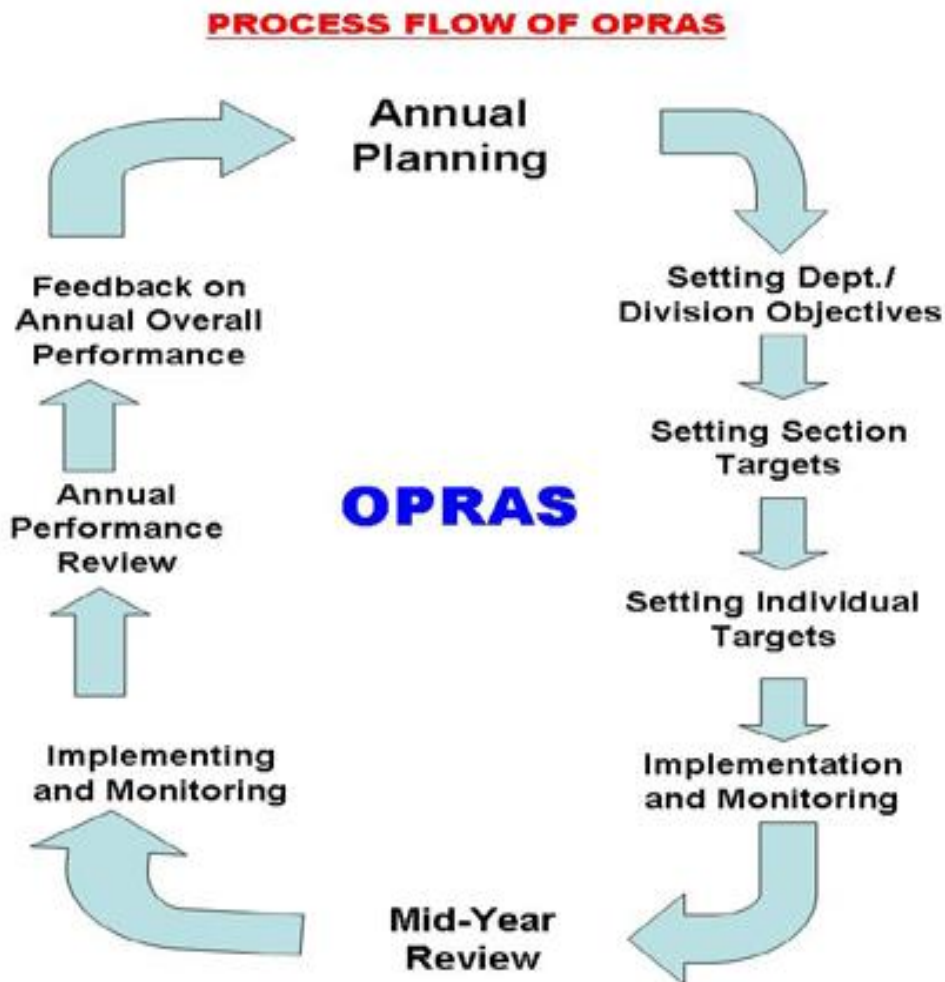 PROCESS FLOW OF OPRAS
Annual
Planning
Setting Dept./
Division Objectives
Setting Section
Targets
Setting Individual
Targets
Implementation
and Monitoring
Mid-Year
Review
Implementing
and Monitoring
Annual
Performance
Review
Feedback on
Annual Overall
Performance
OPRAS